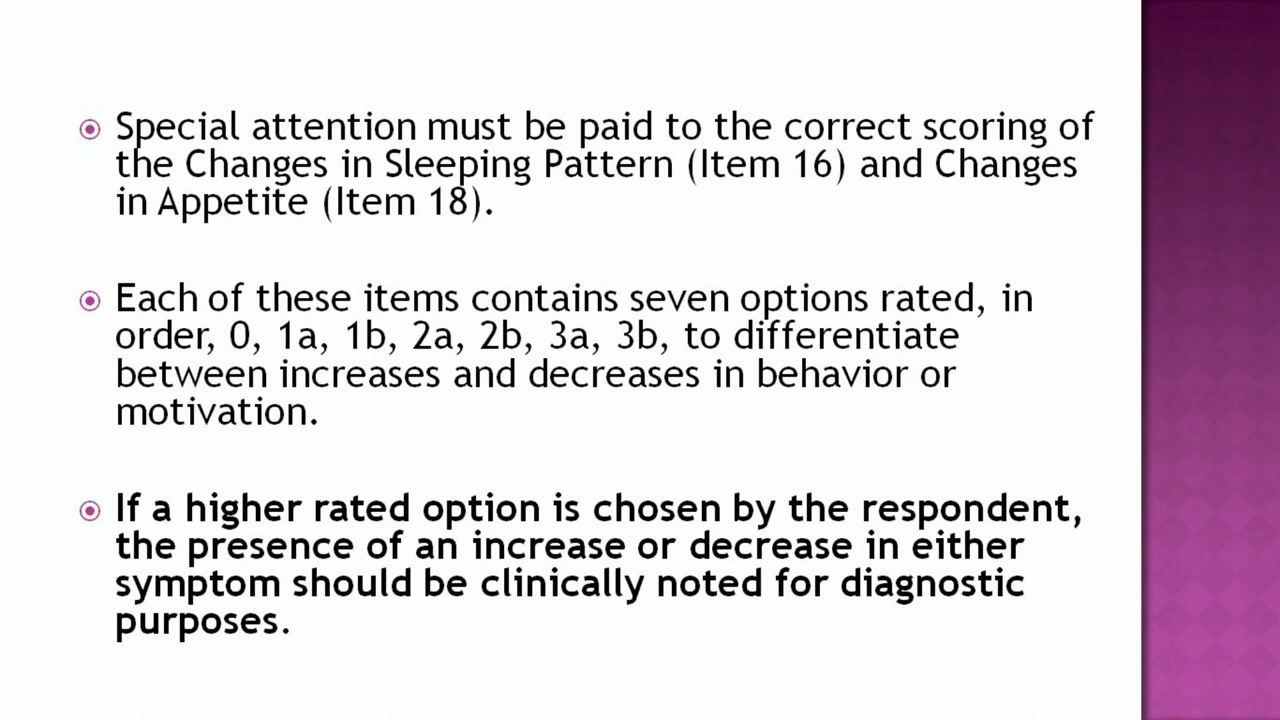 Special attention must be paid to the correct scoring of
the Changes in Sleeping Pattern (Item 16) and Changes
in Appetite (Item 18).
Each of these items contains seven options rated, in
order, 0, 1a, 1b, 2a, 2b, 3a, 3b, to differentiate
between increases and decreases in behavior or
motivation.
If a higher rated option is chosen by the respondent,
the presence of an increase or decrease in either
symptom should be clinically noted for diagnostic
purposes.